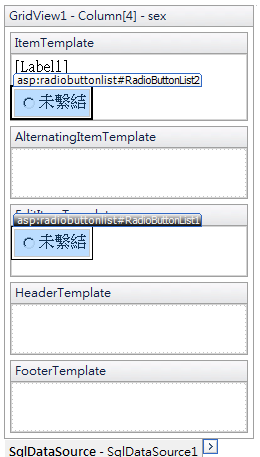 GridView1 - Column[4] - sex
ItemTemplate
[Label1]
asp:radiobuttonlist#RadioButtonList2
未繫結
AlternatingItemTemplate
EditItemTemplate
asp:radiobuttonlist#RadioButtonList1
未繫結
HeaderTemplate
FooterTemplate
SqlDataSource - SqlDataSource1